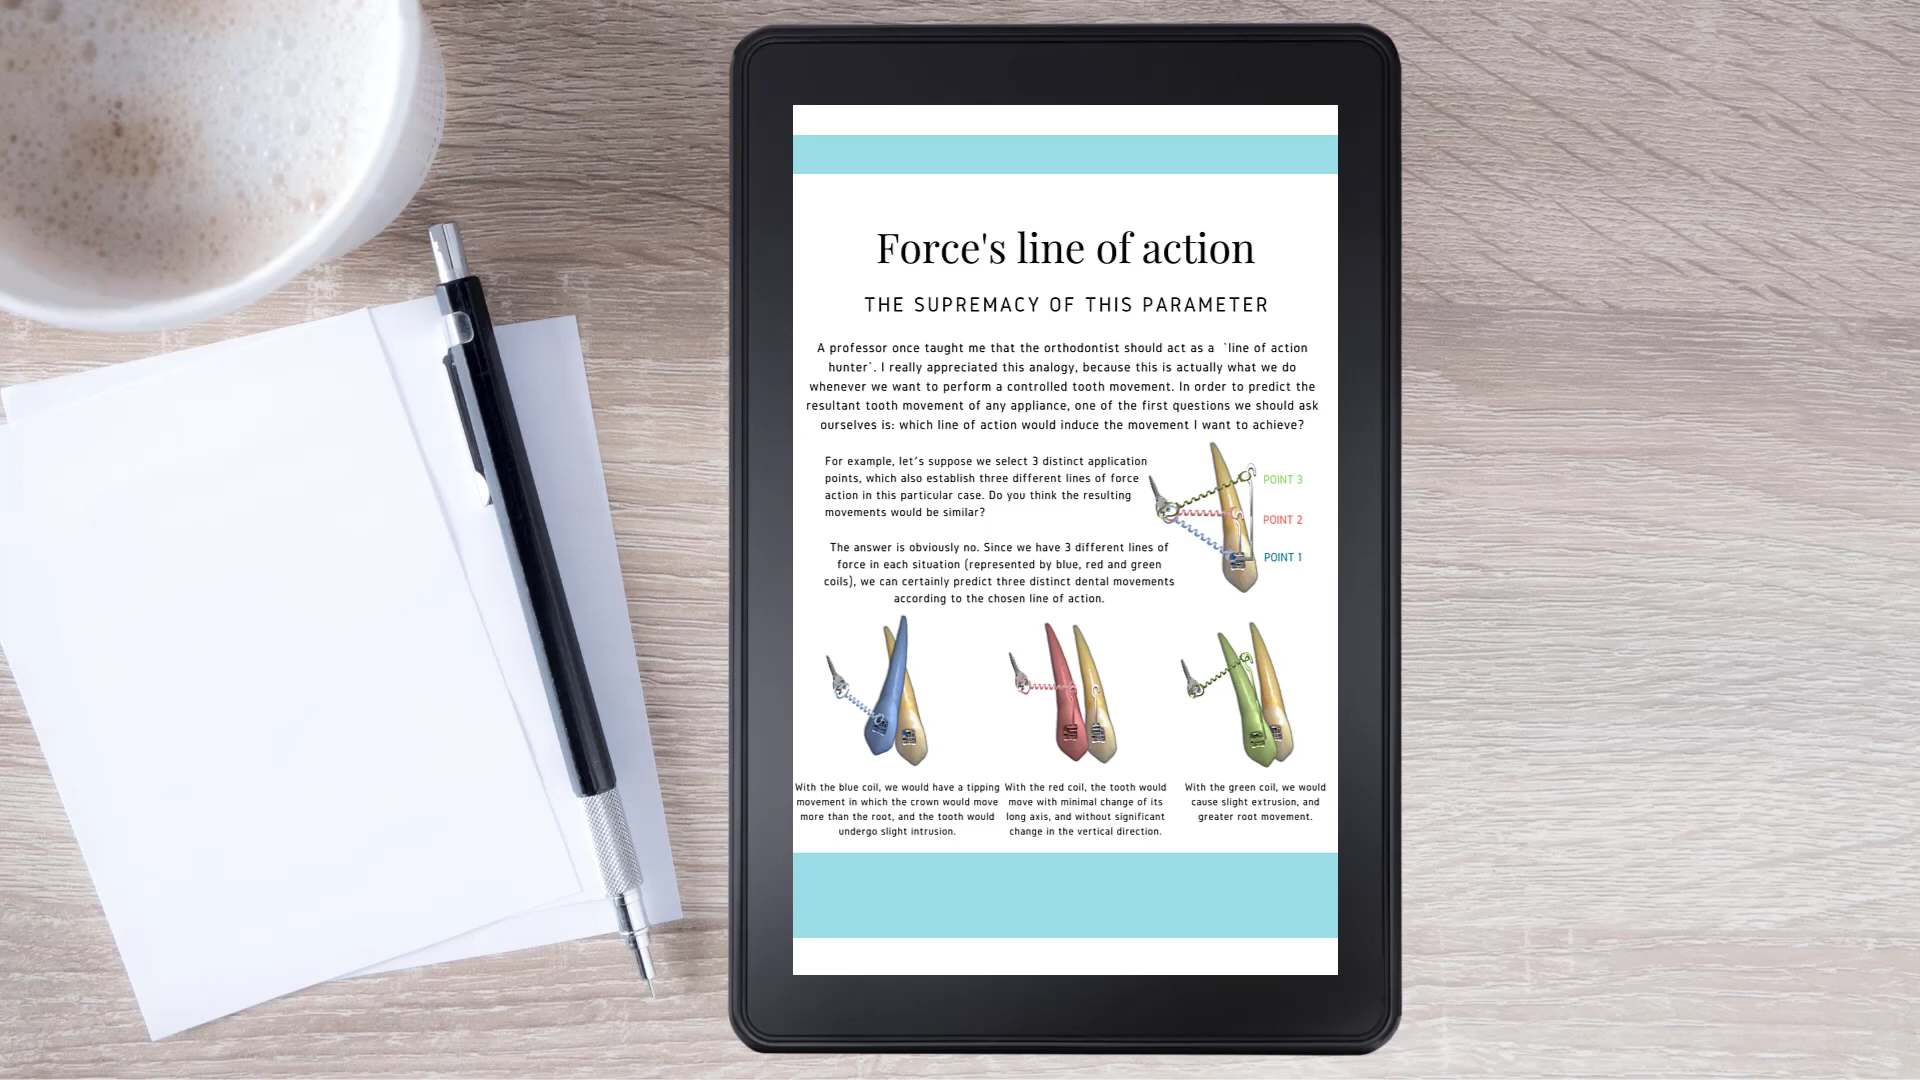 Force's line of action
THE SUPREMACY OF THIS PARAMETER
A professor once taught me that the orthodontist should act as a `line of action
hunter`. I really appreciated this analogy, because this is actually what we do
whenever we want to perform a controlled tooth movement. In order to predict the
resultant tooth movement of any appliance, one of the first questions we should ask
ourselves is: which line of action would induce the movement I want to achieve?
For example, let´s suppose we select 3 distinct application
points, which also establish three different lines of force
action in this particular case. Do you think the resulting
movements would be similar?
POINT 3
POINT 2
POINT 1
The answer is obviously no. Since we have 3 different lines of
force in each situation (represented by blue, red and green
coils), we can certainly predict three distinct dental movements
according to the chosen line of action.
With the blue coil, we would have a tipping
movement in which the crown would move
more than the root, and the tooth would
undergo slight intrusion.
With the red coil, the tooth would
move with minimal change of its
long axis, and without significant
change in the vertical direction.
With the green coil, we would
cause slight extrusion, and
greater root movement.